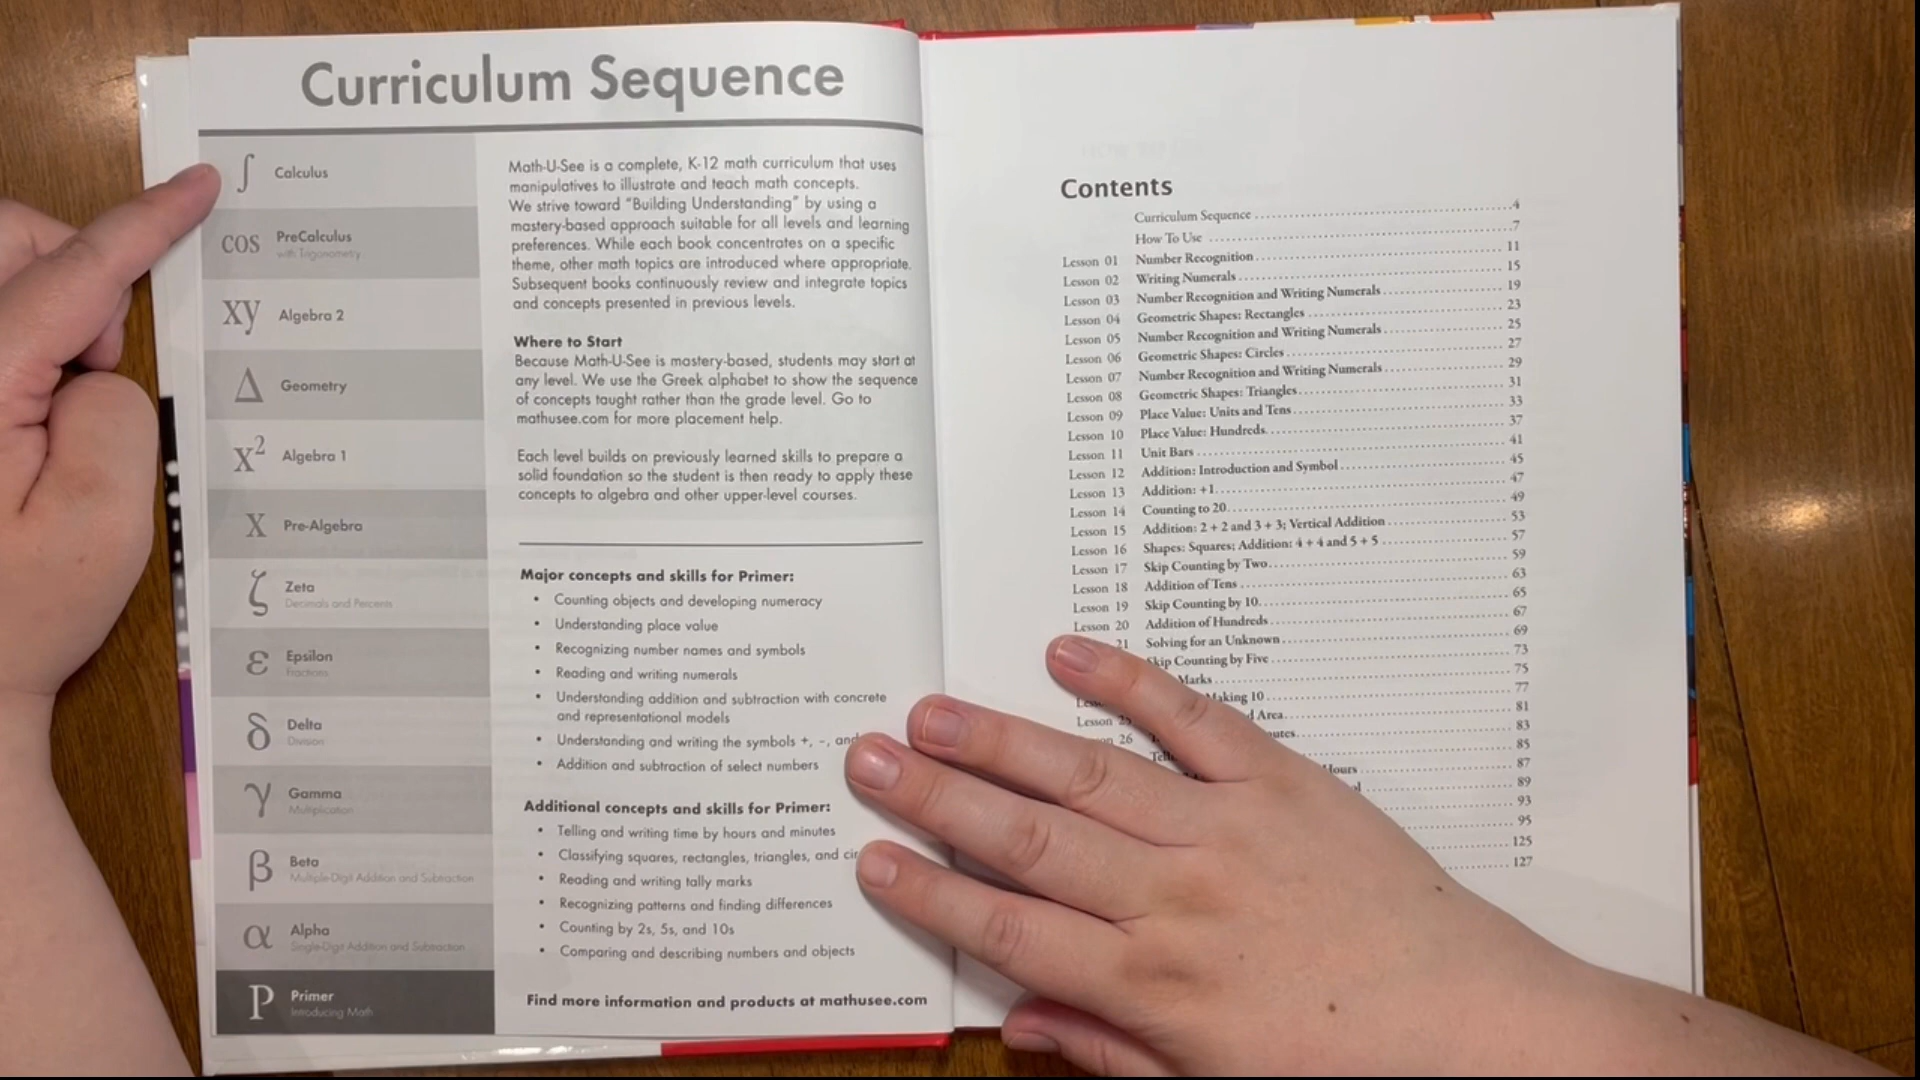 Curriculum Sequence
∫ Calculus
cos PreCalculus
with Trigonometry
xy Algebra 2
Δ Geometry
x² Algebra 1
x Pre-Algebra
ζ Zeta
Decimals and Percents
ε Epsilon
Fractions
δ Delta
Division
γ Gamma
Multiplication
β Beta
Multiple-Digit Addition and Subtraction
α Alpha
Single-Digit Addition and Subtraction
P Primer
Introducing Math
Math-U-See is a complete, K-12 math curriculum that uses
manipulatives to illustrate and teach math concepts.
We strive toward "Building Understanding" by using a
mastery-based approach suitable for all levels and learning
preferences. While each book concentrates on a specific
theme, other math topics are introduced where appropriate.
Subsequent books continuously review and integrate topics
and concepts presented in previous levels.
Where to Start
Because Math-U-See is mastery-based, students may start at
any level. We use the Greek alphabet to show the sequence
of concepts taught rather than the grade level. Go to
mathusee.com for more placement help.
Each level builds on previously learned skills to prepare a
solid foundation so the student is then ready to apply these
concepts to algebra and other upper-level courses.
Major concepts and skills for Primer:
• Counting objects and developing numeracy
• Understanding place value
• Recognizing number names and symbols
• Reading and writing numerals
• Understanding addition and subtraction with concrete
and representational models
• Understanding and writing the symbols +, –, and
• Addition and subtraction of select numbers
Additional concepts and skills for Primer:
• Telling and writing time by hours and minutes
• Classifying squares, rectangles, triangles, and
• Reading and writing tally marks
• Recognizing patterns and finding differences
• Counting by 2s, 5s, and 10s
• Comparing and describing numbers and objects
Find more information and products at mathusee.com
Contents
Curriculum Sequence 4
How To Use 7
Lesson 01 Number Recognition 11
Lesson 02 Writing Numerals 15
Lesson 03 Number Recognition and Writing Numerals 19
Lesson 04 Geometric Shapes: Rectangles 23
Lesson 05 Number Recognition and Writing Numerals 25
Lesson 06 Geometric Shapes: Circles 27
Lesson 07 Number Recognition and Writing Numerals 29
Lesson 08 Geometric Shapes: Triangles 31
Lesson 09 Place Value: Units and Tens 33
Lesson 10 Place Value: Hundreds 37
Lesson 11 Unit Bars 41
Lesson 12 Addition: Introduction and Symbol 45
Lesson 13 Addition: +1 47
Lesson 14 Counting to 20 49
Lesson 15 Addition: 2 + 2 and 3 + 3; Vertical Addition 53
Lesson 16 Shapes: Squares; Addition: 4 + 4 and 5 + 5 57
Lesson 17 Skip Counting by Two 59
Lesson 18 Addition of Tens 63
Lesson 19 Skip Counting by 10 65
Lesson 20 Addition of Hundreds 67
21 Solving for an Unknown 69
Skip Counting by Five 73
Marks 75
Making 10 77
Lesson 25 Area 81
26 83
85
Hours 87
89
93
95
125
127